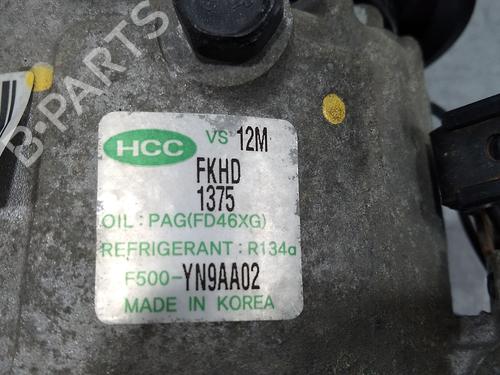 B-PARTS
HCC VS 12M
FKHD
1375
OIL : PAG(FD46XG)
REFRIGERANT : R134a
F500-YN9AA02
MADE IN KOREA